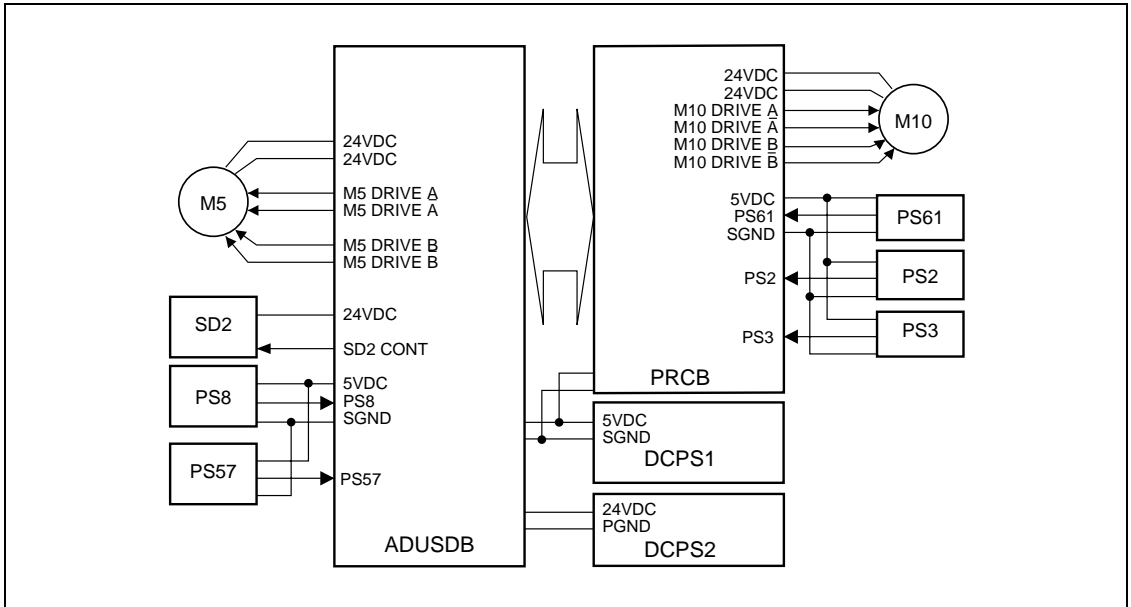 24VDC
24VDC
M5 DRIVE A
M5 DRIVE A̅
M5 DRIVE B
M5 DRIVE B̅
M5
SD2
24VDC
SD2 CONT
PS8
5VDC
PS8
SGND
PS57
PS57
ADUSDB
24VDC
24VDC
M10 DRIVE A
M10 DRIVE A̅
M10 DRIVE B
M10 DRIVE B̅
M10
5VDC
PS61
SGND
PS61
PS2
PS2
PS3
PS3
PRCB
5VDC
SGND
DCPS1
24VDC
PGND
DCPS2